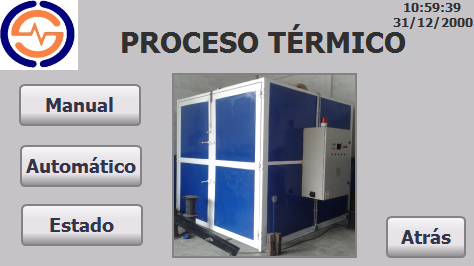 10:59:39
31/12/2000
PROCESO TÉRMICO
Manual
Automático
Estado
Atrás